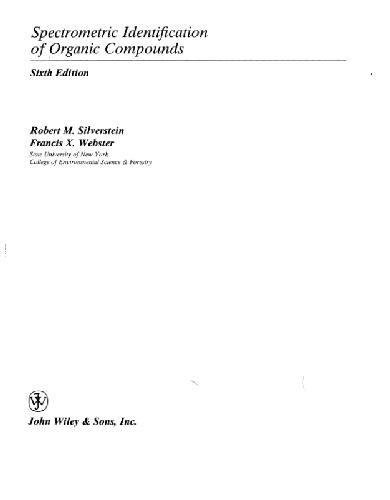 Spectrometric Identification
of Organic Compounds
Sixth Edition
Robert M. Silverstein
Francis X. Webster
State University of New York
College of Environmental Science & Forestry
John Wiley & Sons, Inc.